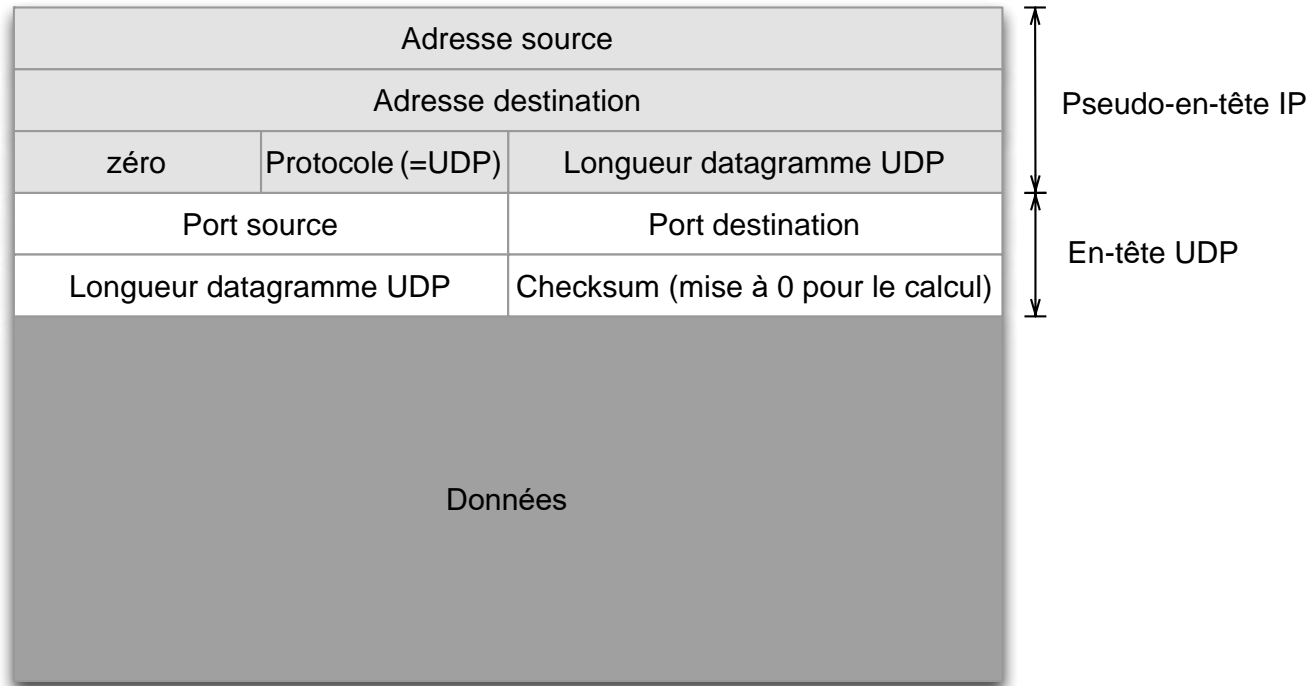 Adresse source
Adresse destination
Pseudo-en-tête IP
zéro
Protocole (=UDP)
Longueur datagramme UDP
Port source
Port destination
En-tête UDP
Longueur datagramme UDP
Checksum (mise à 0 pour le calcul)
Données